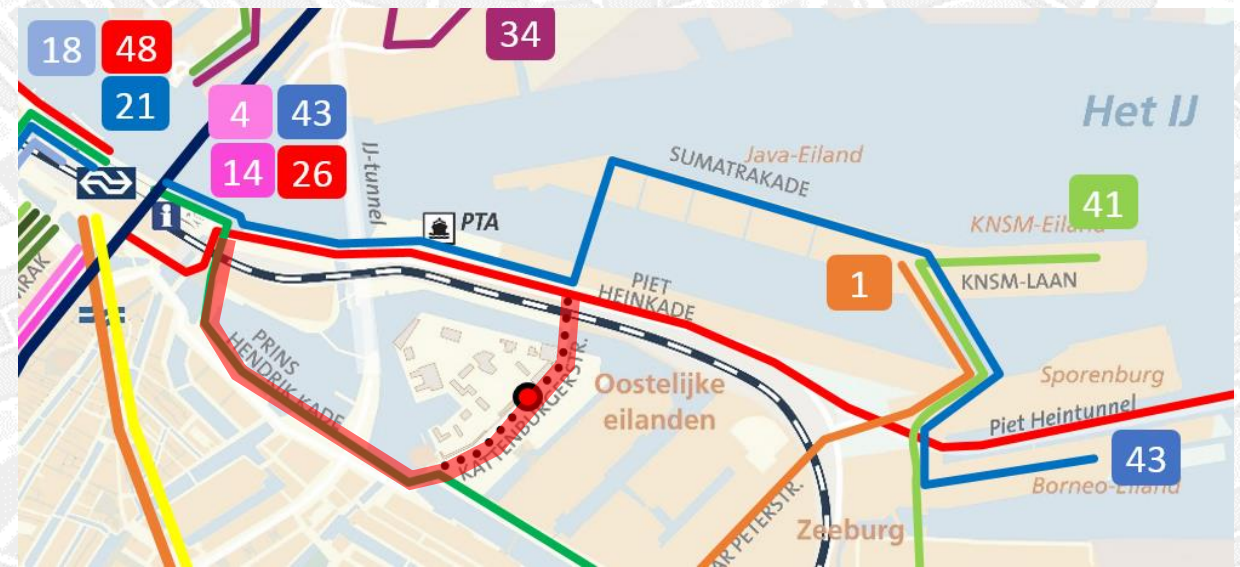 18
48
21
4
43
14
26
34
Het IJ
Java-Eiland
SUMATRAKADE
41
KNSM-Eiland
KNSM-LAAN
1
IJ-tunnel
PTA
i
PIET
HEINKADE
PRINS
HENDRIK KADE
KATTENBURGERSTR.
Oostelijke
eilanden
Sporenburg
Piet Heintunnel
43
Borneo-Eiland
Zeeburg
AR PETERSTR.
MRAK